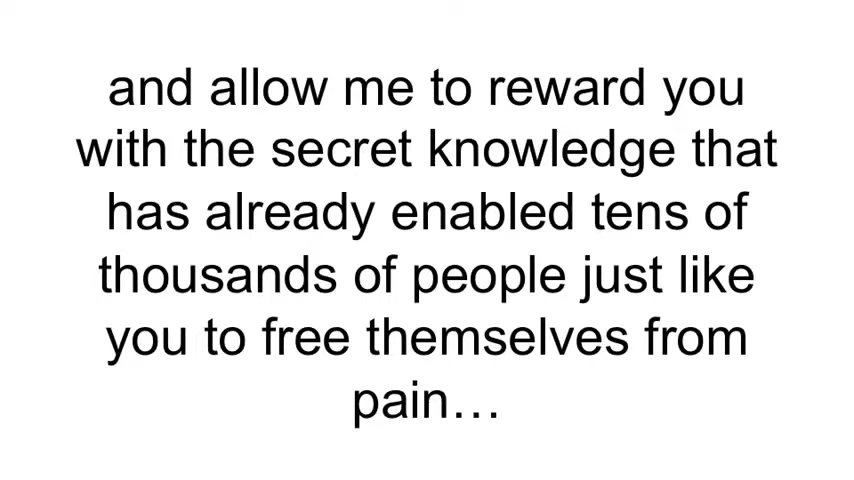 and allow me to reward you
with the secret knowledge that
has already enabled tens of
thousands of people just like
you to free themselves from
pain…